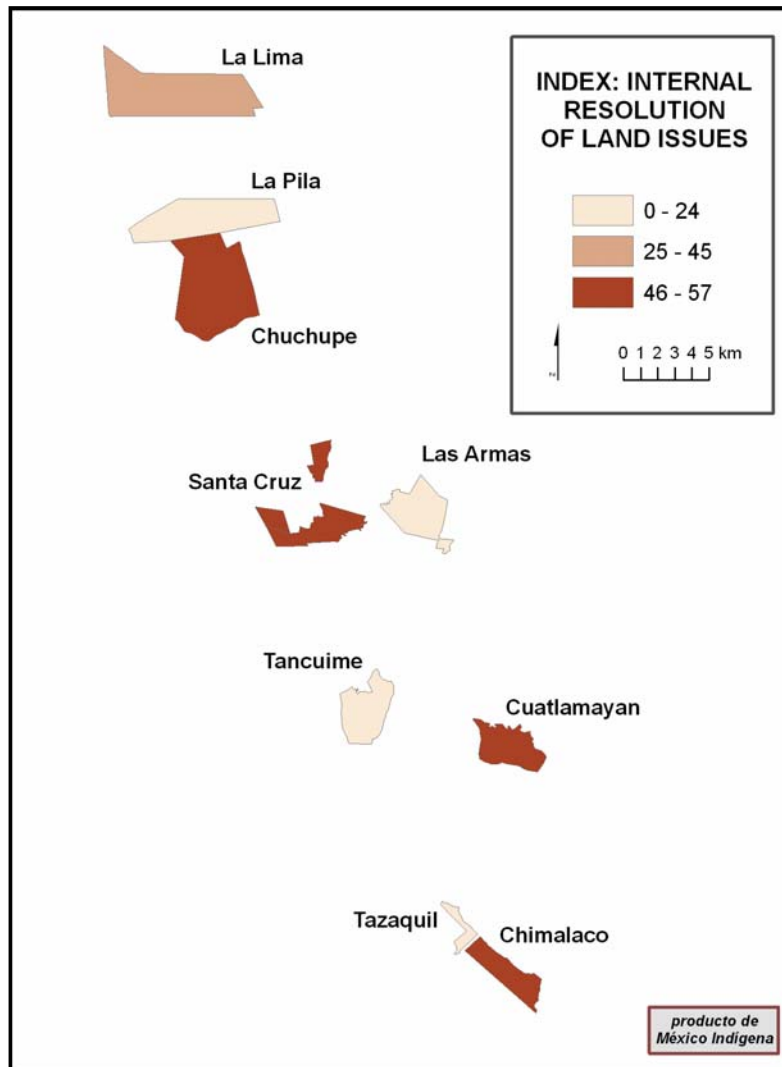 La Lima
INDEX: INTERNAL
RESOLUTION
OF LAND ISSUES
La Pila
0 - 24
25 - 45
46 - 57
Chuchupe
N
0 1 2 3 4 5 km
Las Armas
Santa Cruz
Tancuime
Cuatlamayan
Tazaquil
Chimalaco
producto de
México Indígena